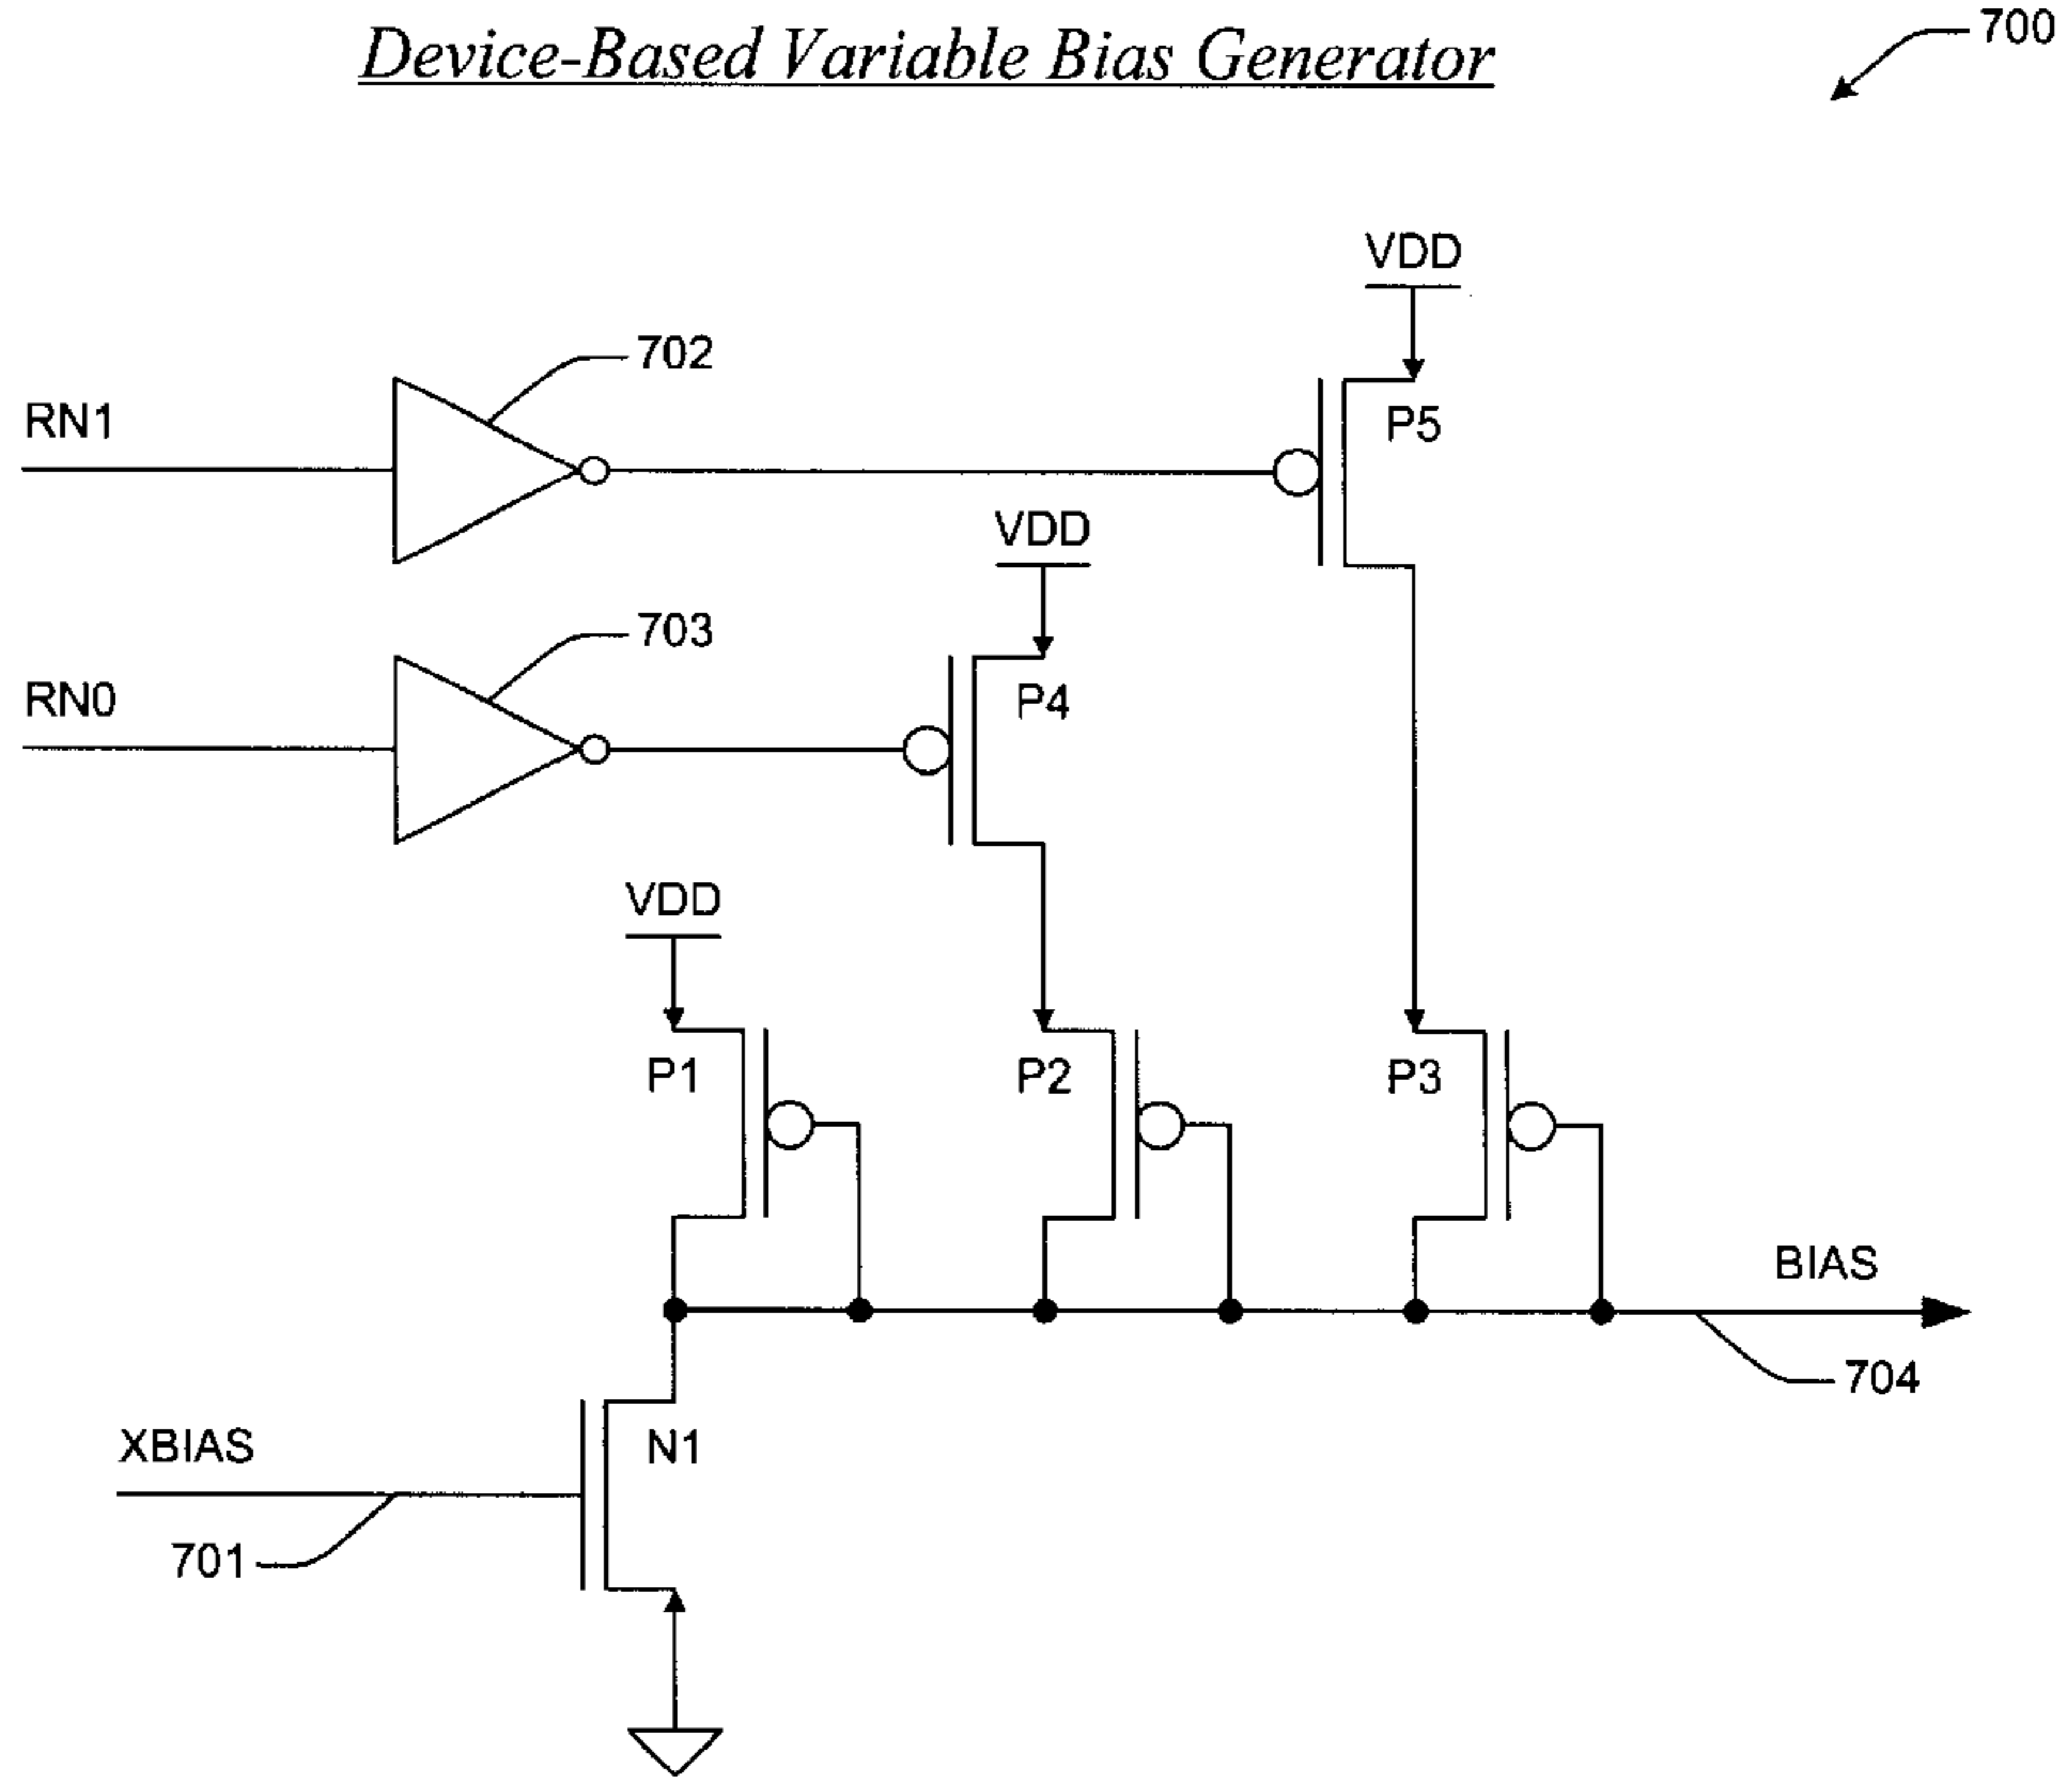 Device-Based Variable Bias Generator
700
VDD
702
RN1
P5
VDD
703
RN0
P4
VDD
P1
P2
P3
BIAS
704
XBIAS
N1
701